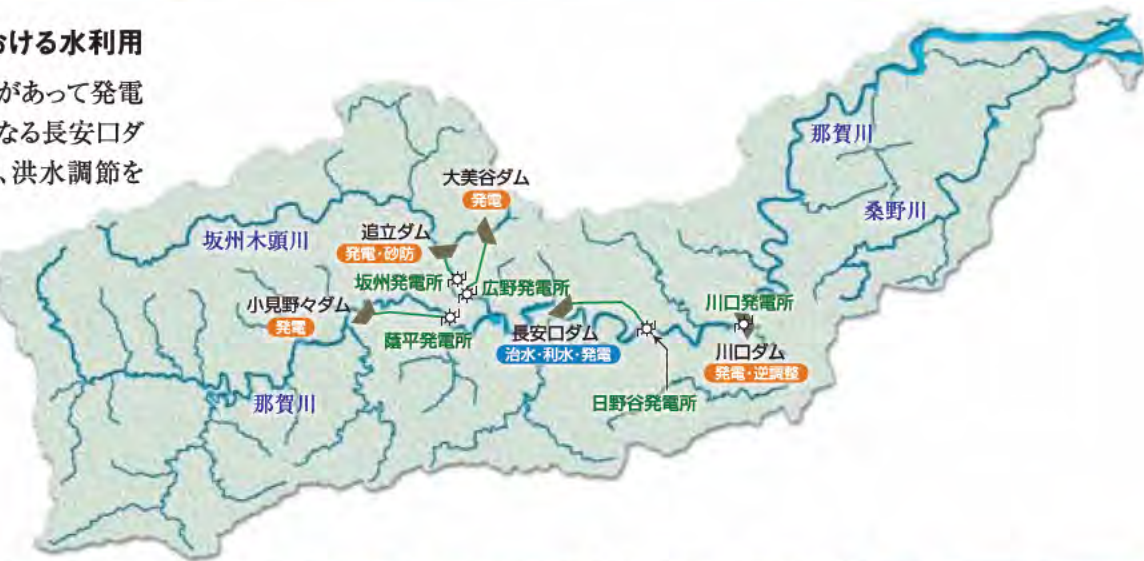 おける水利用
があって発電
なる長安口ダ
、洪水調節を
那賀川
桑野川
大美谷ダム
発電
追立ダム
発電・砂防
坂州木頭川
坂州発電所
広野発電所
小見野々ダム
発電
蔭平発電所
長安口ダム
治水・利水・発電
川口発電所
川口ダム
発電・逆調整
日野谷発電所
那賀川